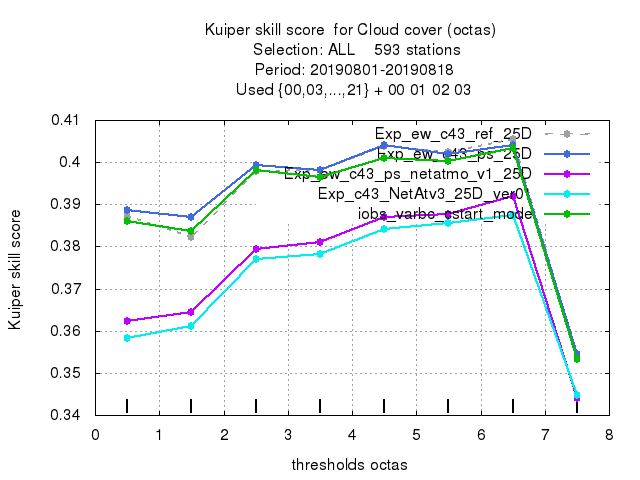 Kuiper skill score for Cloud cover (octas)
Selection: ALL 593 stations
Period: 20190801-20190818
Used {00,03,...,21} + 00 01 02 03
0.41
0.4
0.39
0.38
0.37
0.36
0.35
0.34
Kuiper skill score
Exp_ew_c43_ref_25D
Exp_ew_c43_ps_25D
Exp_ew_c43_ps_netatmo_v1_25D
Exp_c43_NetAtv3_25D_ver0
iobs_varbc_restart_model
0 1 2 3 4 5 6 7 8
thresholds octas